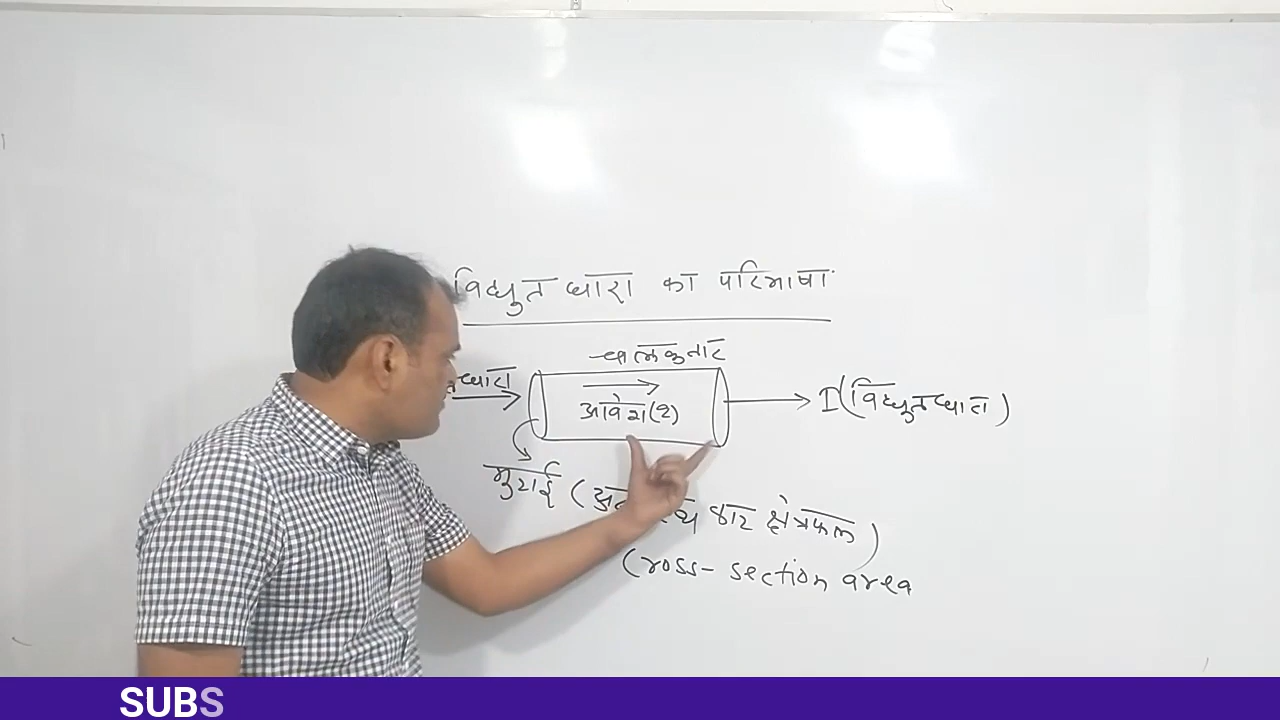 विद्युत धारा का परिभाषा
चालक तार
धारा
आवेश(q)
I(विद्युत धारा)
मुटाई (काट क्षेत्रफल)
Cross-section area
SUBS